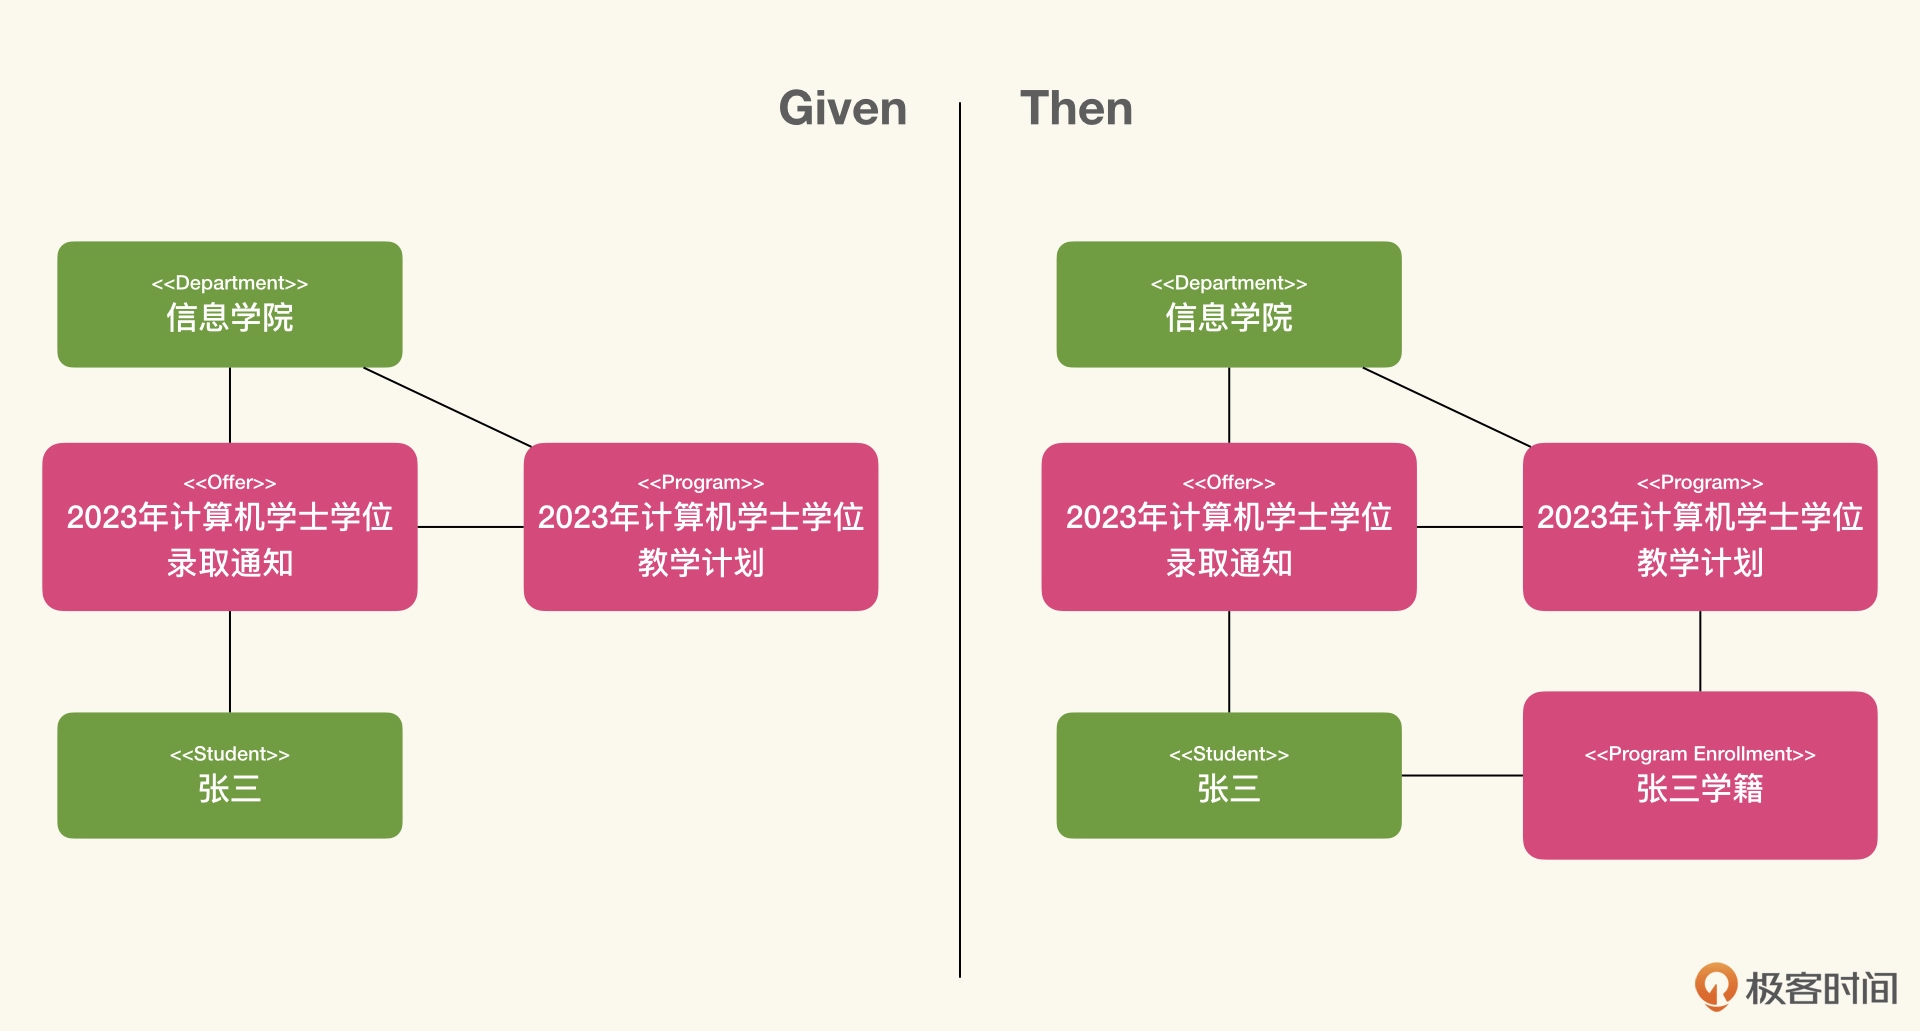 Given
Then
<<Department>>
信息学院
<<Offer>>
2023年计算机学士学位
录取通知
<<Program>>
2023年计算机学士学位
教学计划
<<Student>>
张三
<<Department>>
信息学院
<<Offer>>
2023年计算机学士学位
录取通知
<<Program>>
2023年计算机学士学位
教学计划
<<Student>>
张三
<<Program Enrollment>>
张三学籍
极客时间